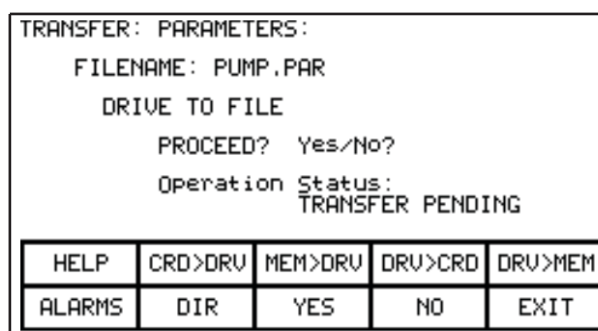 TRANSFER: PARAMETERS:
FILENAME: PUMP.PAR
DRIVE TO FILE
PROCEED? Yes/No?
Operation Status:
TRANSFER PENDING
HELP CRD>DRV MEM>DRV DRV>CRD DRV>MEM
ALARMS DIR YES NO EXIT